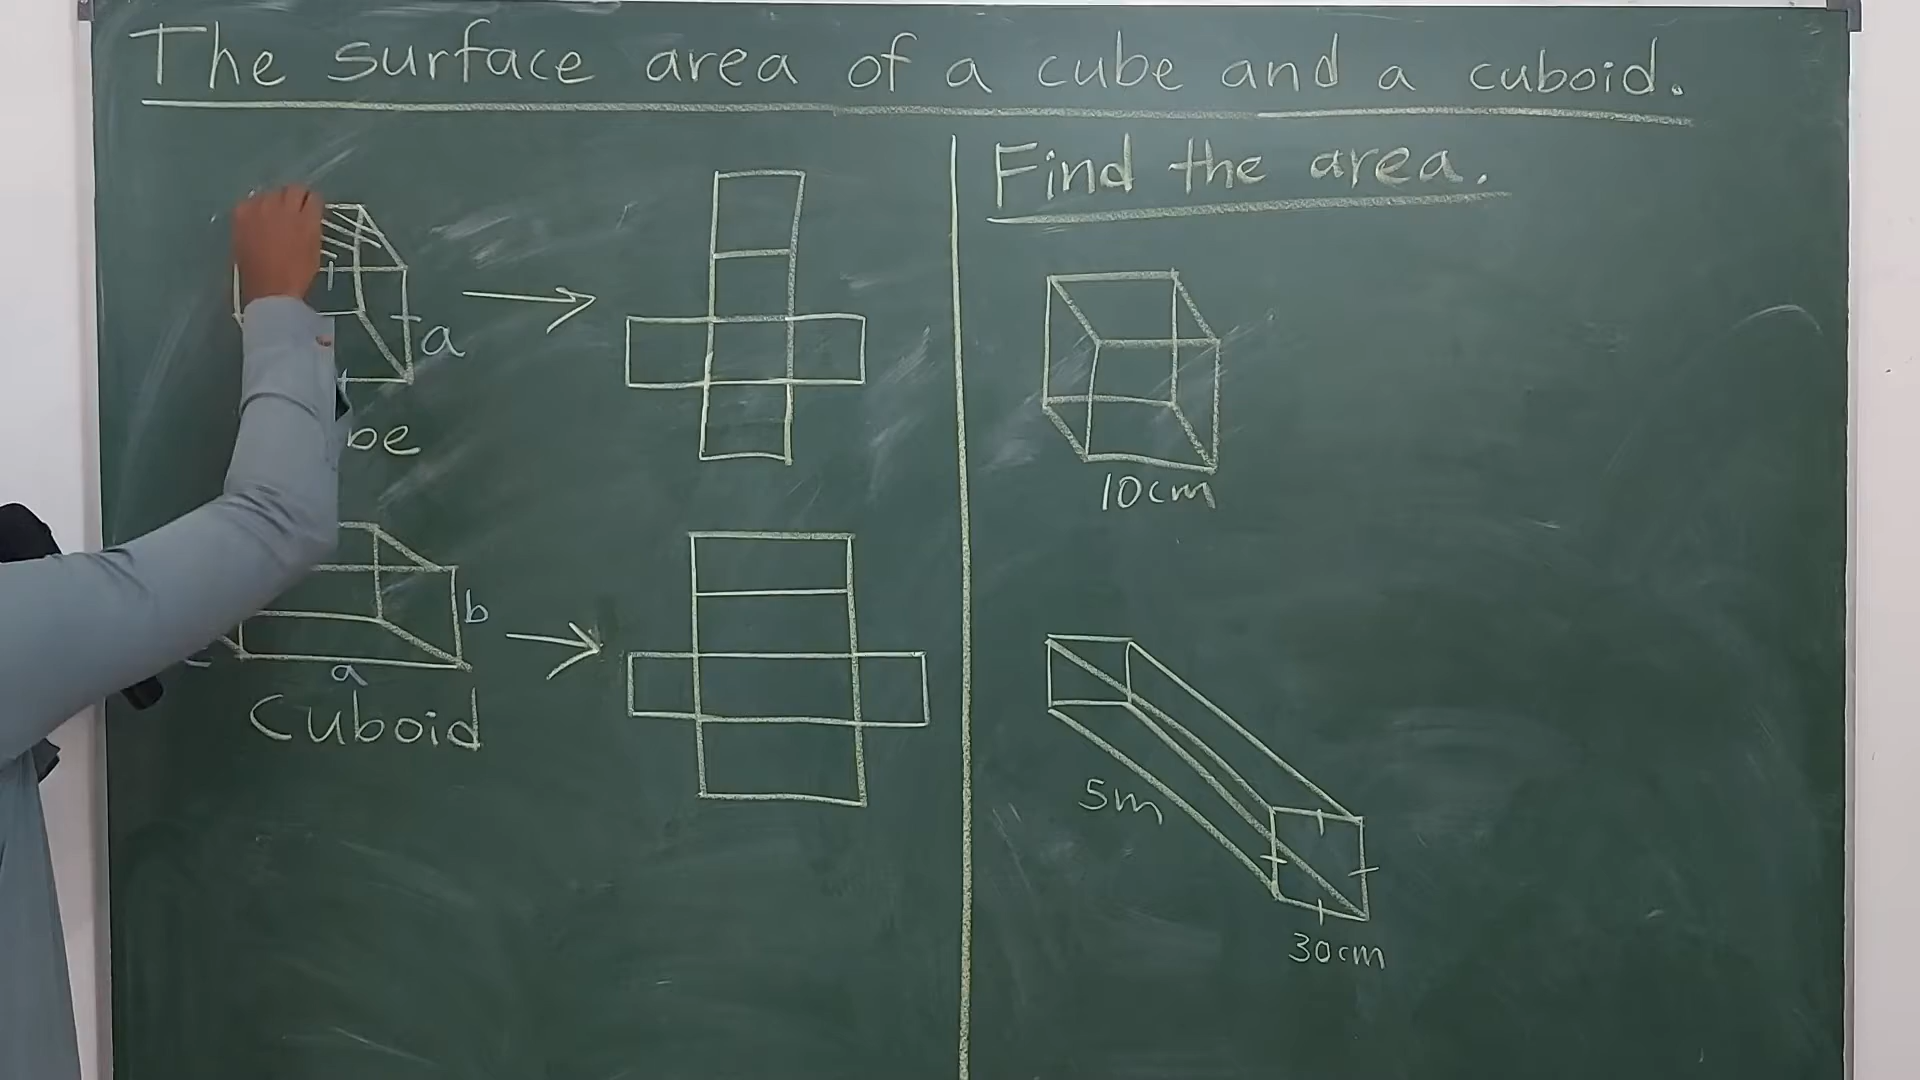 The surface area of a cube and a cuboid.
a
be
b
c
a
Cuboid
Find the area.
10cm
5m
30cm